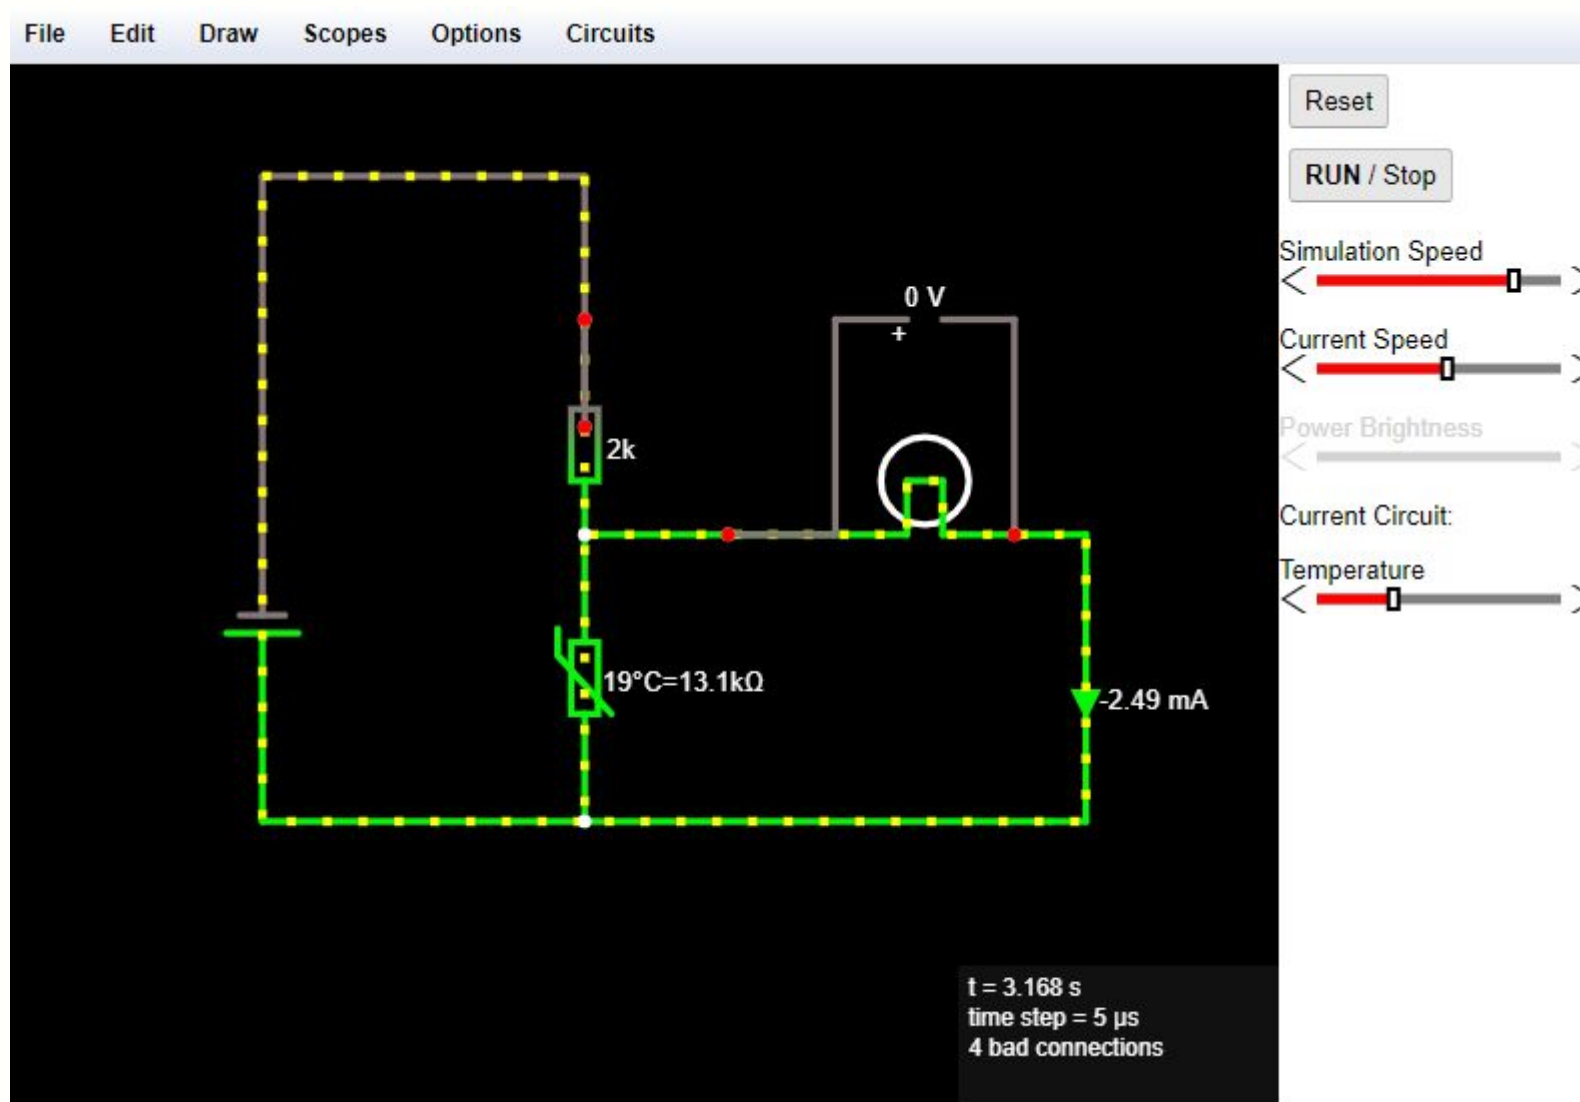 File Edit Draw Scopes Options Circuits
Reset
RUN / Stop
Simulation Speed
0 V
+
Current Speed
Power Brightness
2k
Current Circuit:
Temperature
19°C=13.1kΩ
-2.49 mA
t = 3.168 s
time step = 5 µs
4 bad connections